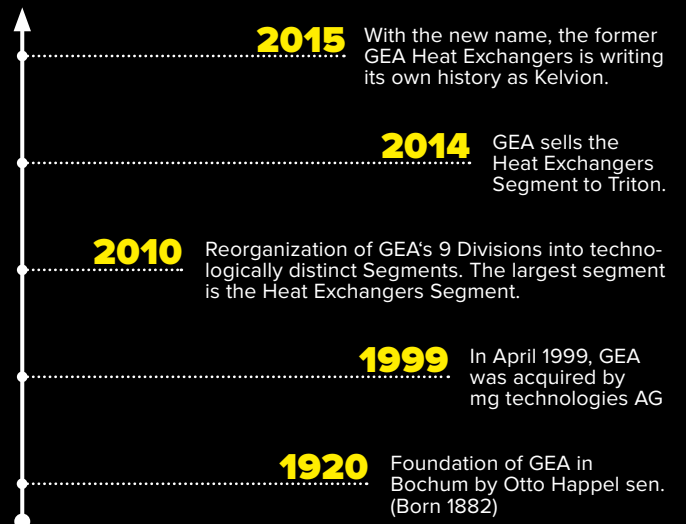 2015
With the new name, the former
GEA Heat Exchangers is writing
its own history as Kelvion.
2014
GEA sells the
Heat Exchangers
Segment to Triton.
2010
Reorganization of GEA‘s 9 Divisions into techno-
logically distinct Segments. The largest segment
is the Heat Exchangers Segment.
1999
In April 1999, GEA
was acquired by
mg technologies AG
1920
Foundation of GEA in
Bochum by Otto Happel sen.
(Born 1882)